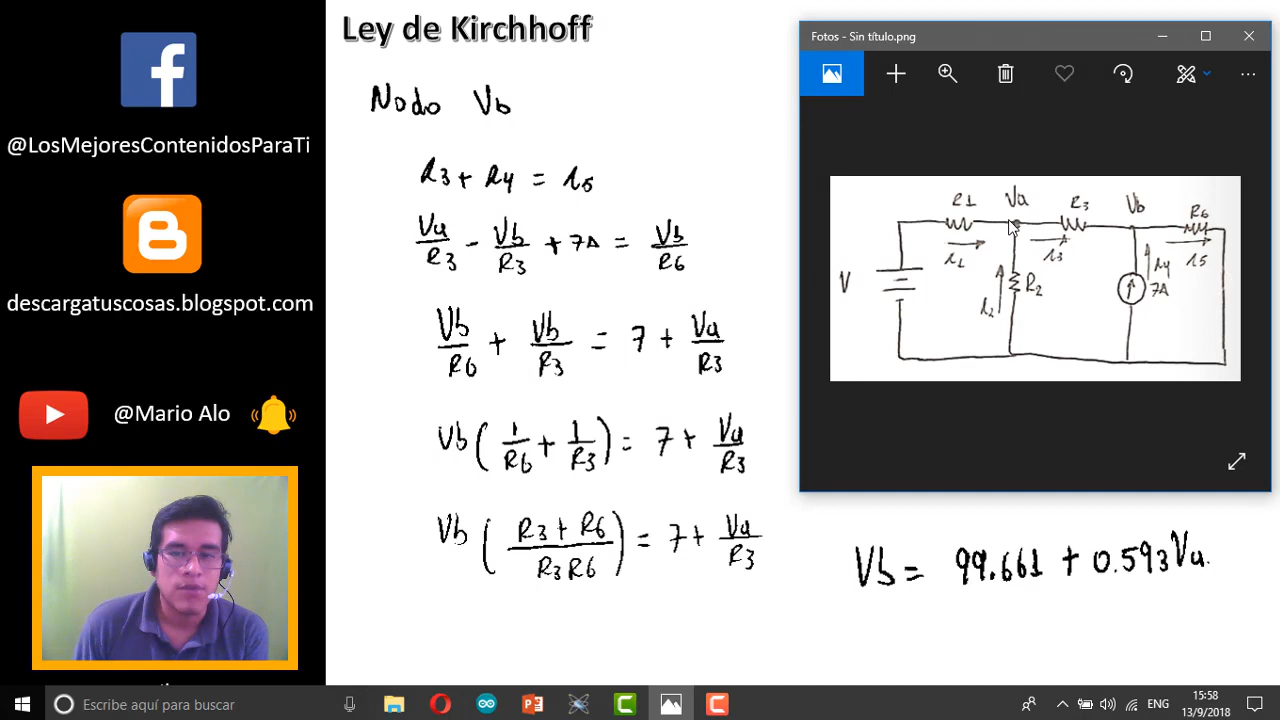 Ley de Kirchhoff
@LosMejoresContenidosParaTi
descargatuscosas.blogspot.com
@Mario Alo
Nodo Vb
i3 + i4 = i5
Va/R3 - Vb/R3 + 7A = Vb/R6
Vb/R6 + Vb/R3 = 7 + Va/R3
Vb ( 1/R6 + 1/R3 ) = 7 + Va/R3
Vb ( R3 + R6 / R3R6 ) = 7 + Va/R3
Fotos - Sin título.png
R1 Va R3 Vb R6
i1 i3 i4 i5
V i2 R2 7A
Vb = 99.661 + 0.593Va.
Escribe aquí para buscar
ENG
15:58
13/9/2018